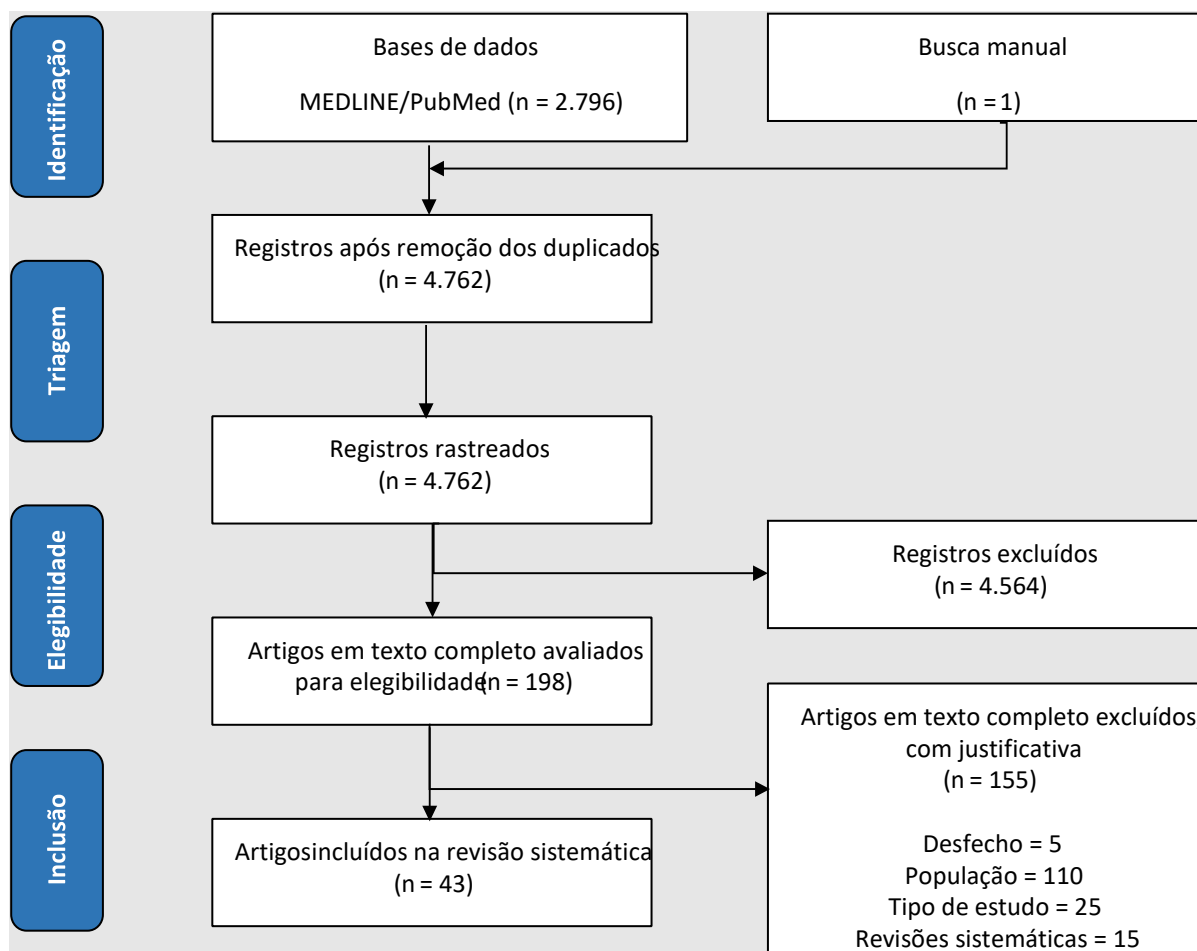 Identificação
Bases de dados
MEDLINE/PubMed (n = 2.796)
Busca manual
(n = 1)
Registros após remoção dos duplicados
(n = 4.762)
Triagem
Registros rastreados
(n = 4.762)
Elegibilidade
Registros excluídos
(n = 4.564)
Artigos em texto completo avaliados
para elegibilidade (n = 198)
Artigos em texto completo excluídos,
com justificativa
(n = 155)
Desfecho = 5
População = 110
Tipo de estudo = 25
Revisões sistemáticas = 15
Inclusão
Artigosincluídos na revisão sistemática
(n = 43)